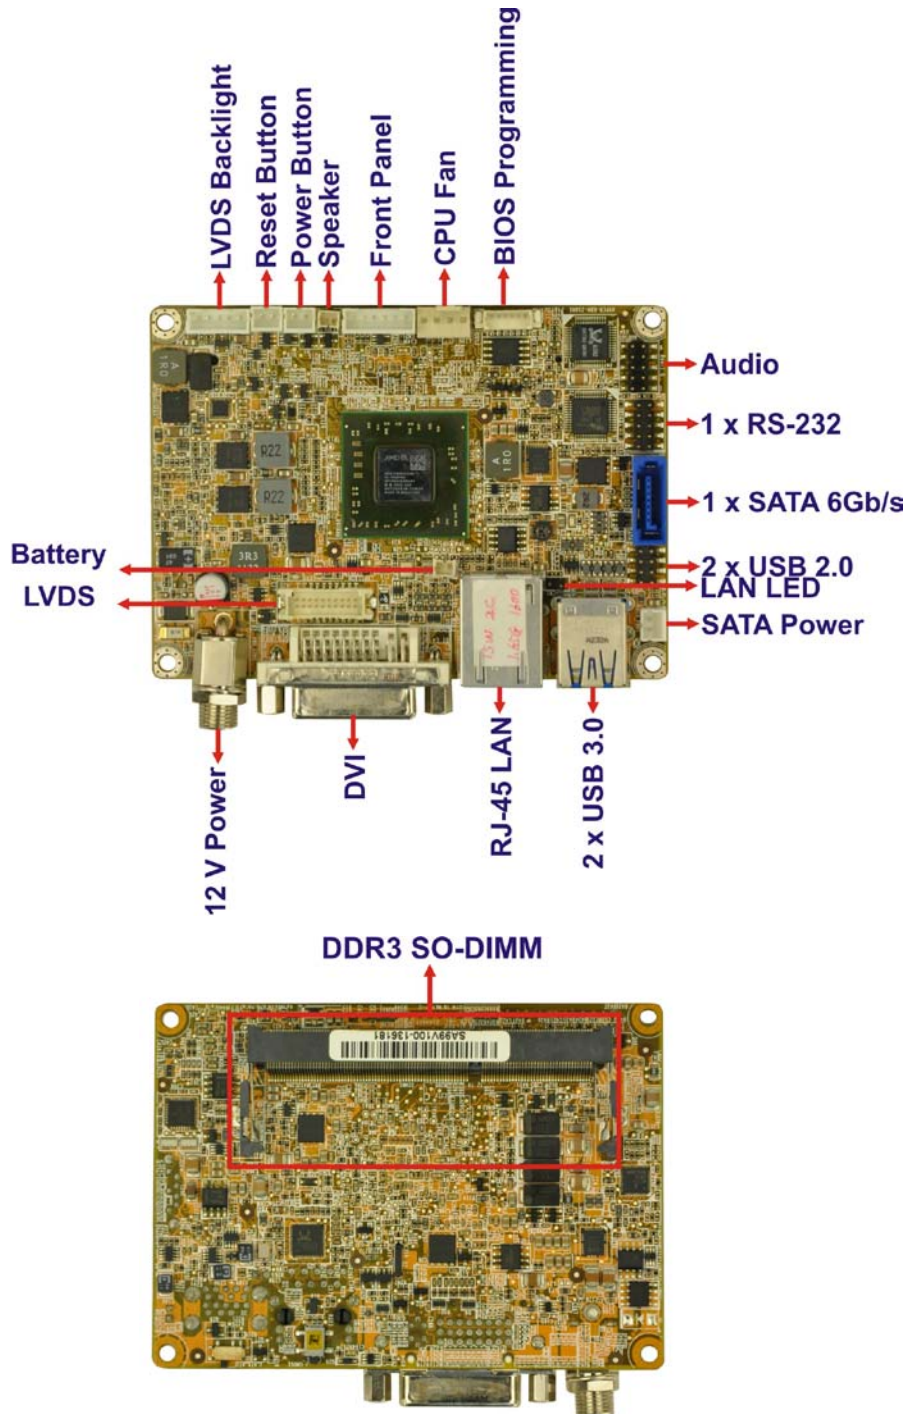 LVDS Backlight
Reset Button
Power Button
Speaker
Front Panel
CPU Fan
BIOS Programming
Audio
1 x RS-232
1 x SATA 6Gb/s
2 x USB 2.0
LAN LED
SATA Power
Battery
LVDS
A
1R0
R22
R22
A
1R0
3R3
12 V Power
DVI
RJ-45 LAN
2 x USB 3.0
DDR3 SO-DIMM
SA99V100-136181